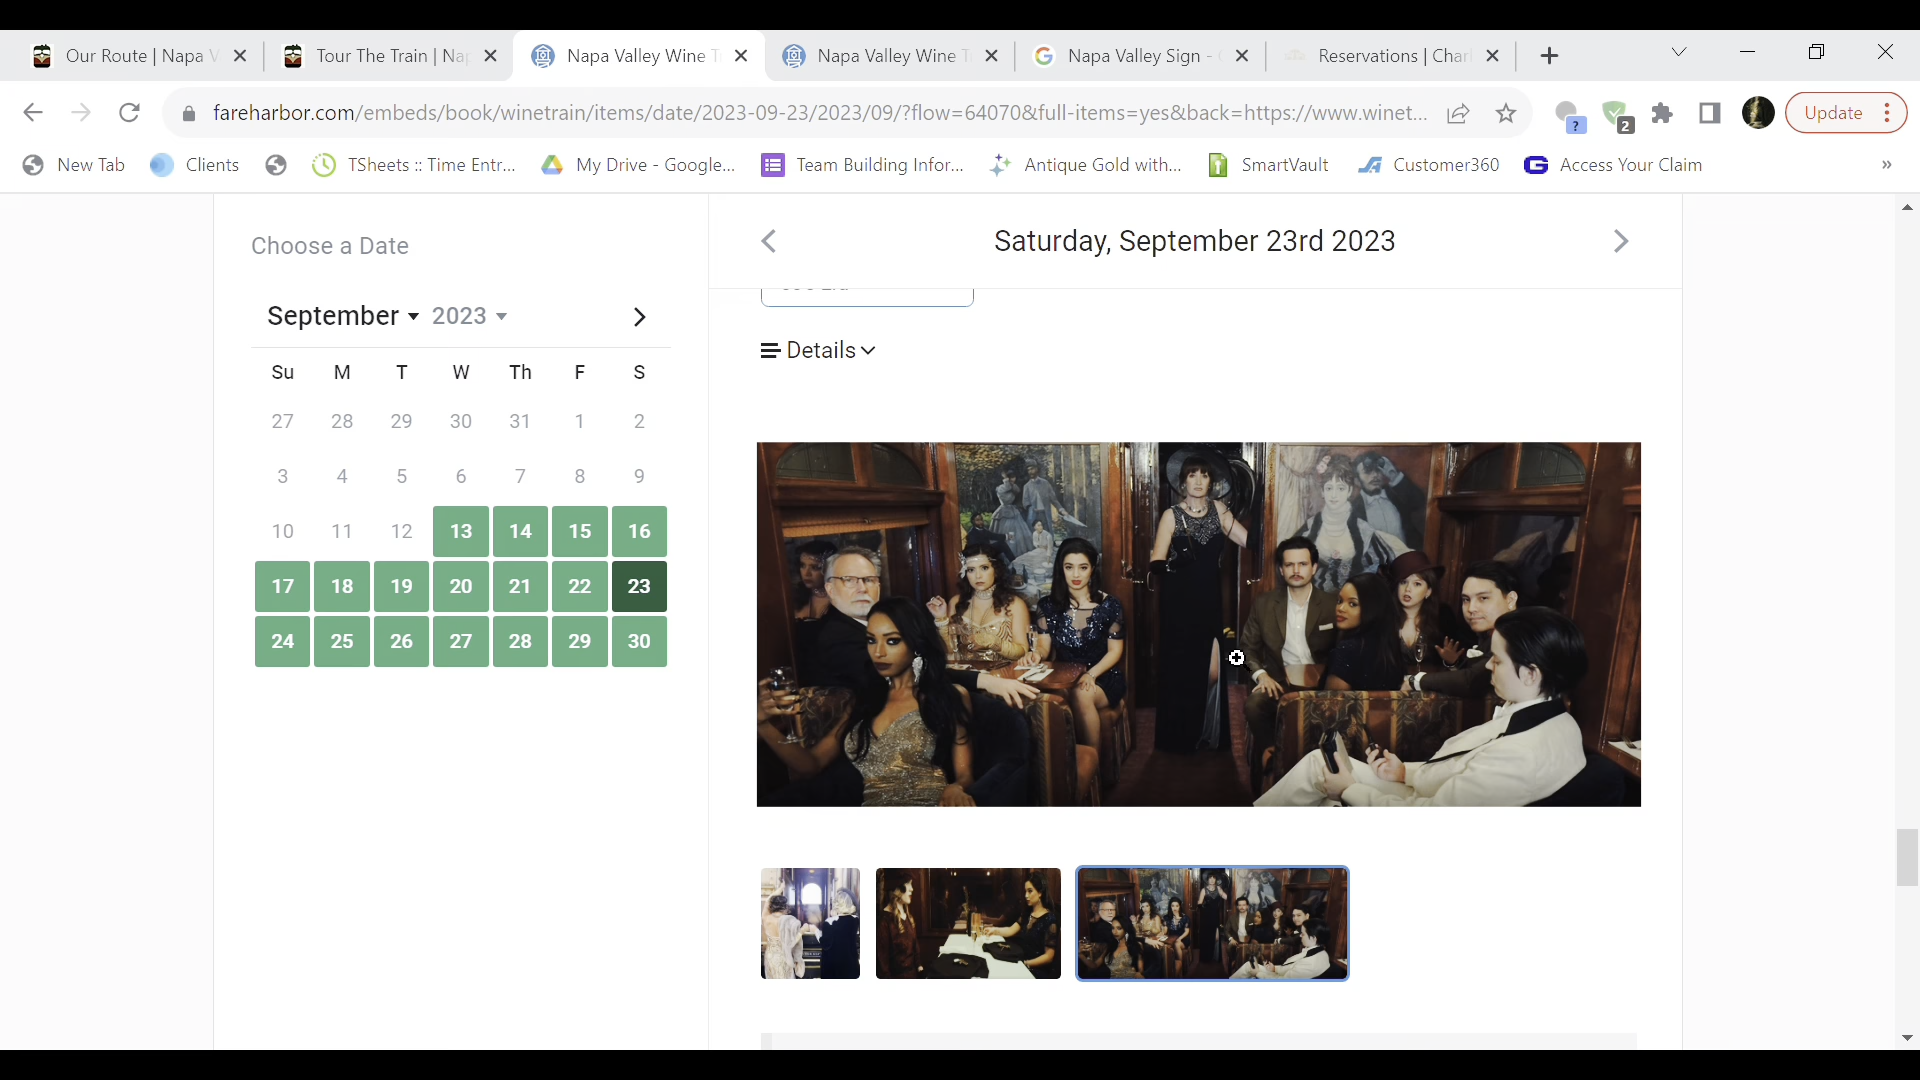 Our Route | Napa V
Tour The Train | Nap
Napa Valley Wine T
Napa Valley Wine T
Napa Valley Sign -
Reservations | Charl
fareharbor.com/embeds/book/winetrain/items/date/2023-09-23/2023/09/?flow=64070&full-items=yes&back=https://www.winet...
?
2
Update
New Tab
Clients
TSheets :: Time Entr...
My Drive - Google...
Team Building Infor...
Antique Gold with...
SmartVault
Customer360
Access Your Claim
»
Choose a Date
Saturday, September 23rd 2023
September 2023
Details
Su M T W Th F S
27 28 29 30 31 1 2
3 4 5 6 7 8 9
10 11 12 13 14 15 16
17 18 19 20 21 22 23
24 25 26 27 28 29 30